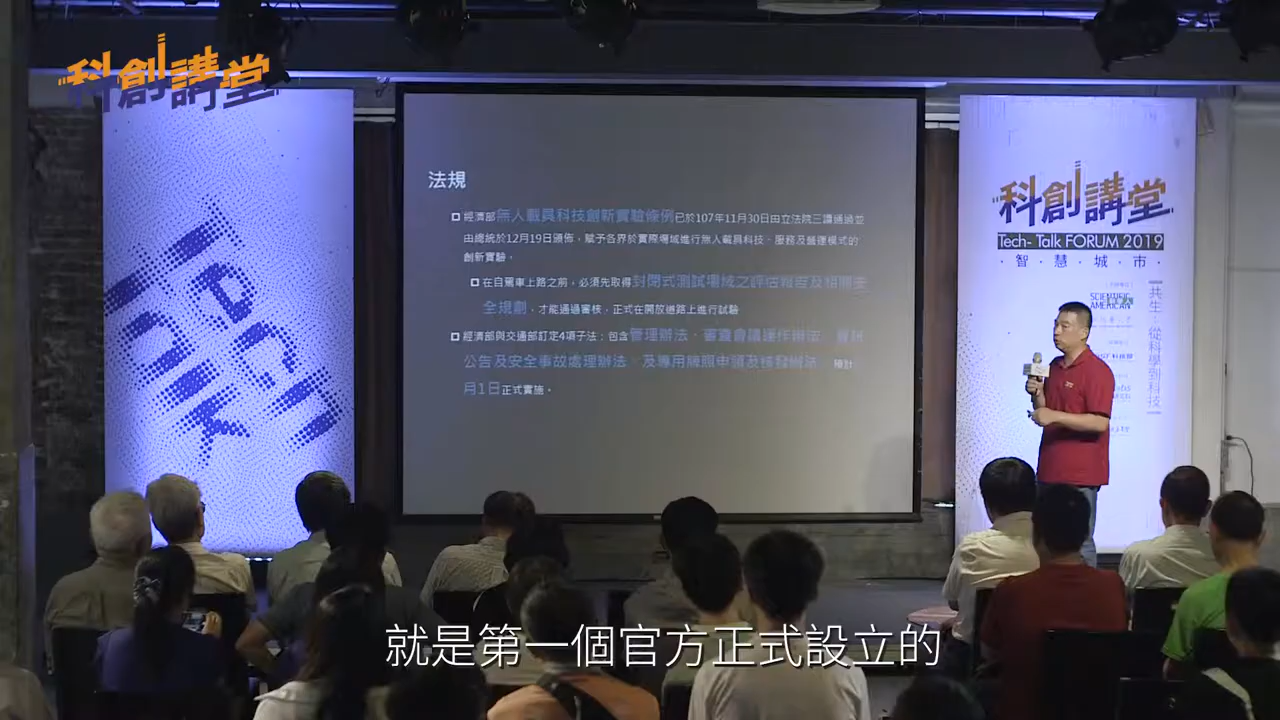 科創講堂
法規
經濟部無人載具科技創新實驗條例已於107年11月30日由立法院三讀通過並
由總統於12月19日頒佈，賦予各界於實際場域進行無人載具科技、服務及營運模式的
創新實驗。
在自駕車上路之前，必須先取得封閉式測試場域之評估報告及相關安
全規劃，才能通過審核，正式在開放道路上進行試驗
經濟部與交通部訂定4項子法：包含管理辦法、審查會議運作辦法、資訊
公告及安全事故處理辦法、及專用牌照申領及核發辦法 預計
月1日正式實施。
TECH
TALK
科創講堂
Tech- Talk FORUM 2019
·智·慧·城·市·
SCIENTIFIC
AMERICAN
共生：從科學到科技
就是第一個官方正式設立的